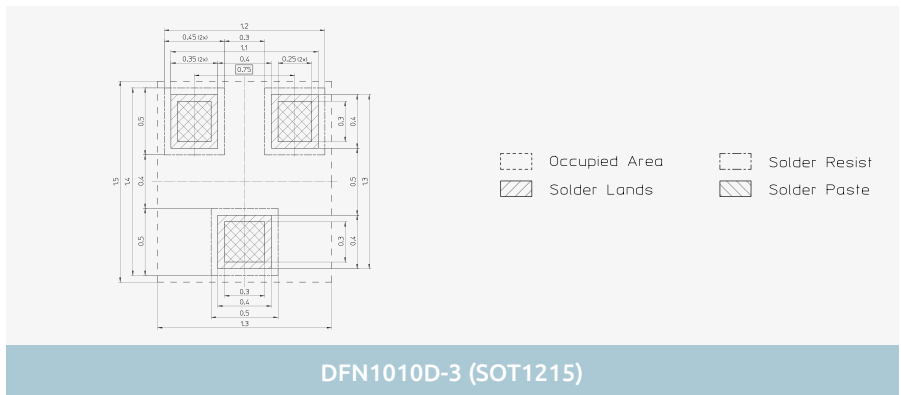 1.2
0.45 (2x) 0.3
1.1
0.35 (2x) 0.4 0.25 (2x)
0.75
0.5 0.3 0.4
1.5 1.4 0.4 0.5 1.3
0.5 0.3 0.4
0.3
0.4
0.5
1.3
Occupied Area Solder Resist
Solder Lands Solder Paste
DFN1010D-3 (SOT1215)